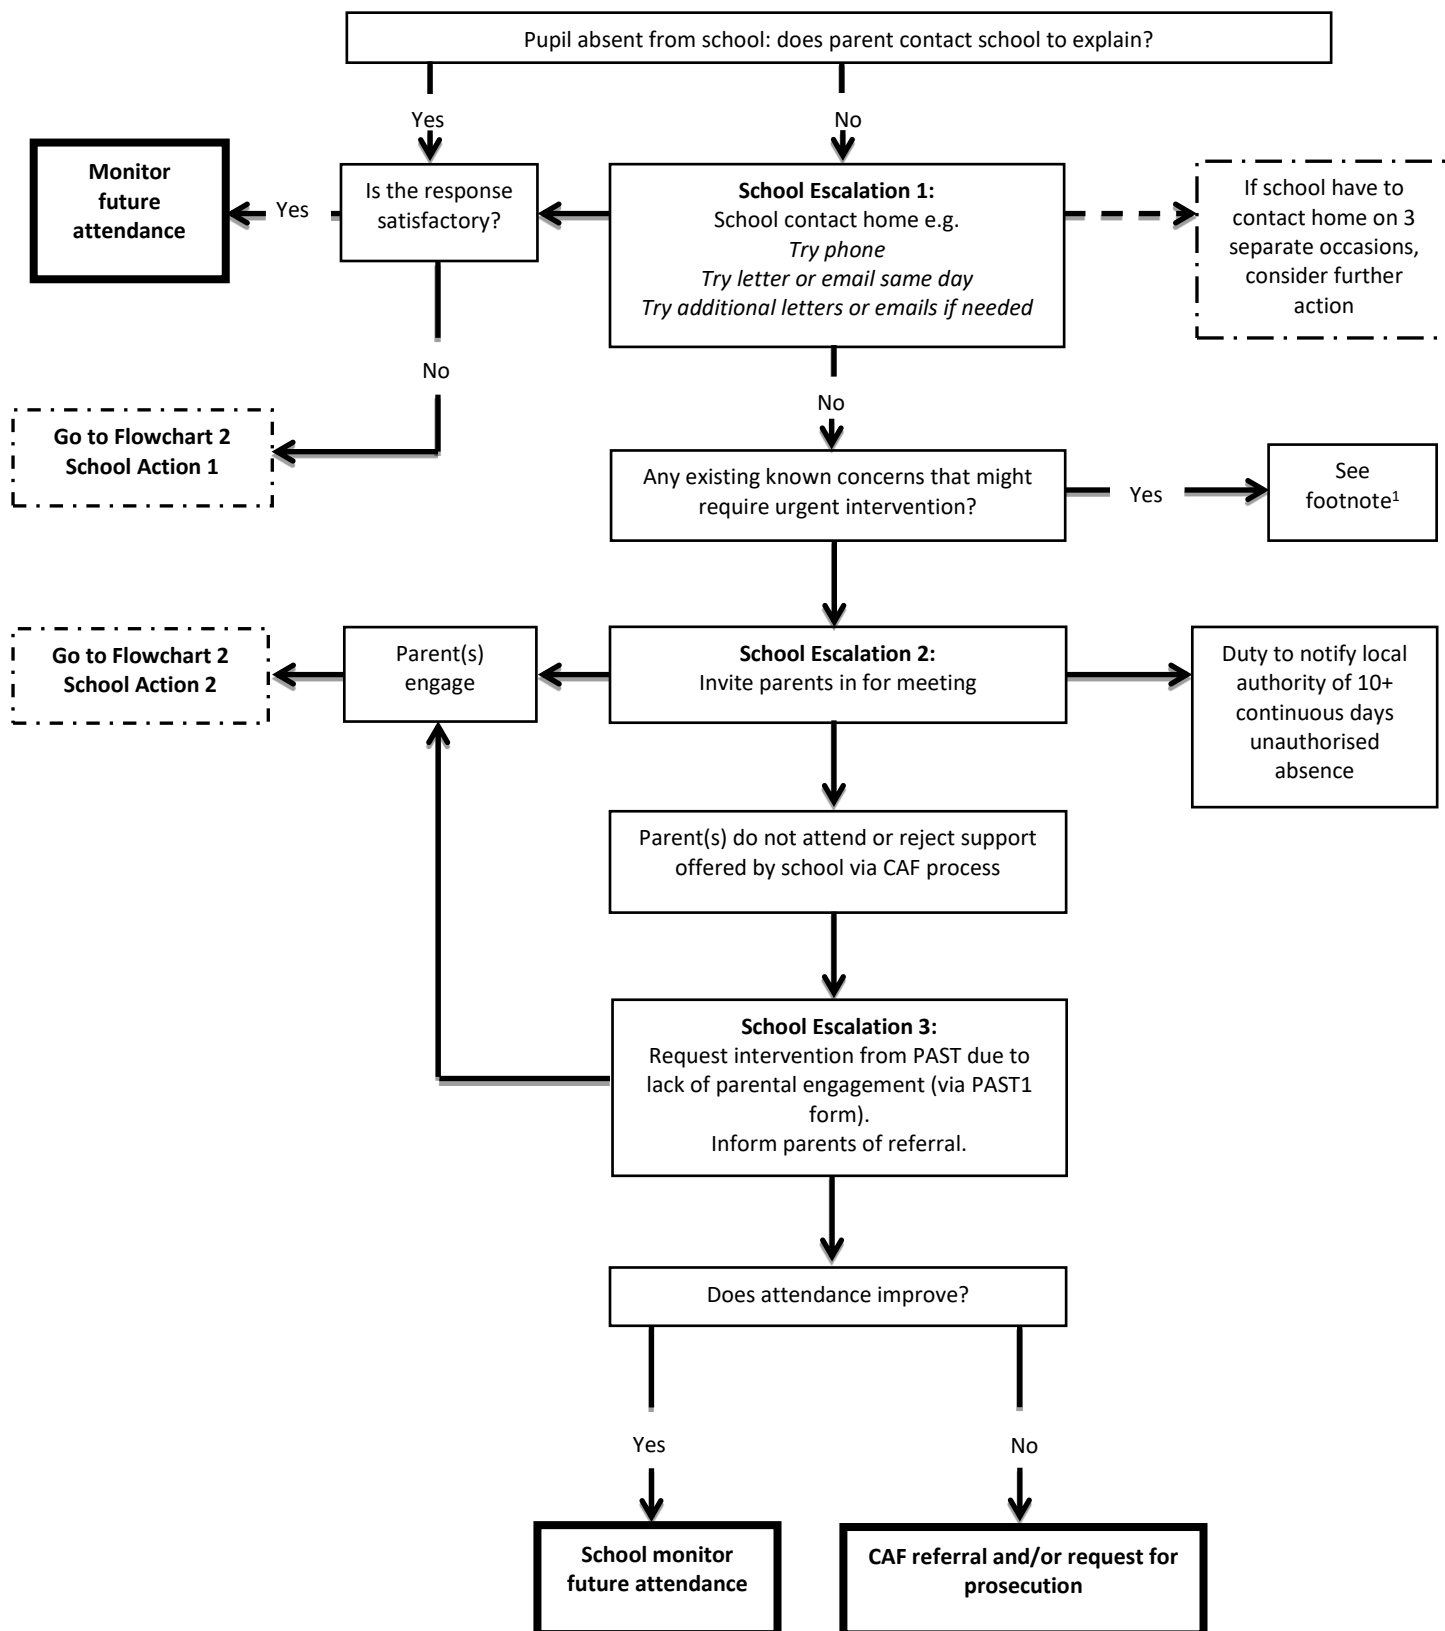 Pupil absent from school: does parent contact school to explain?
Yes
No
Monitor
future
attendance
Yes
Is the response
satisfactory?
School Escalation 1:
School contact home e.g.
Try phone
Try letter or email same day
Try additional letters or emails if needed
If school have to
contact home on 3
separate occasions,
consider further
action
No
No
Go to Flowchart 2
School Action 1
Any existing known concerns that might
require urgent intervention?
Yes
See
footnote¹
Go to Flowchart 2
School Action 2
Parent(s)
engage
School Escalation 2:
Invite parents in for meeting
Duty to notify local
authority of 10+
continuous days
unauthorised
absence
Parent(s) do not attend or reject support
offered by school via CAF process
School Escalation 3:
Request intervention from PAST due to
lack of parental engagement (via PAST1
form).
Inform parents of referral.
Does attendance improve?
Yes
No
School monitor
future attendance
CAF referral and/or request for
prosecution